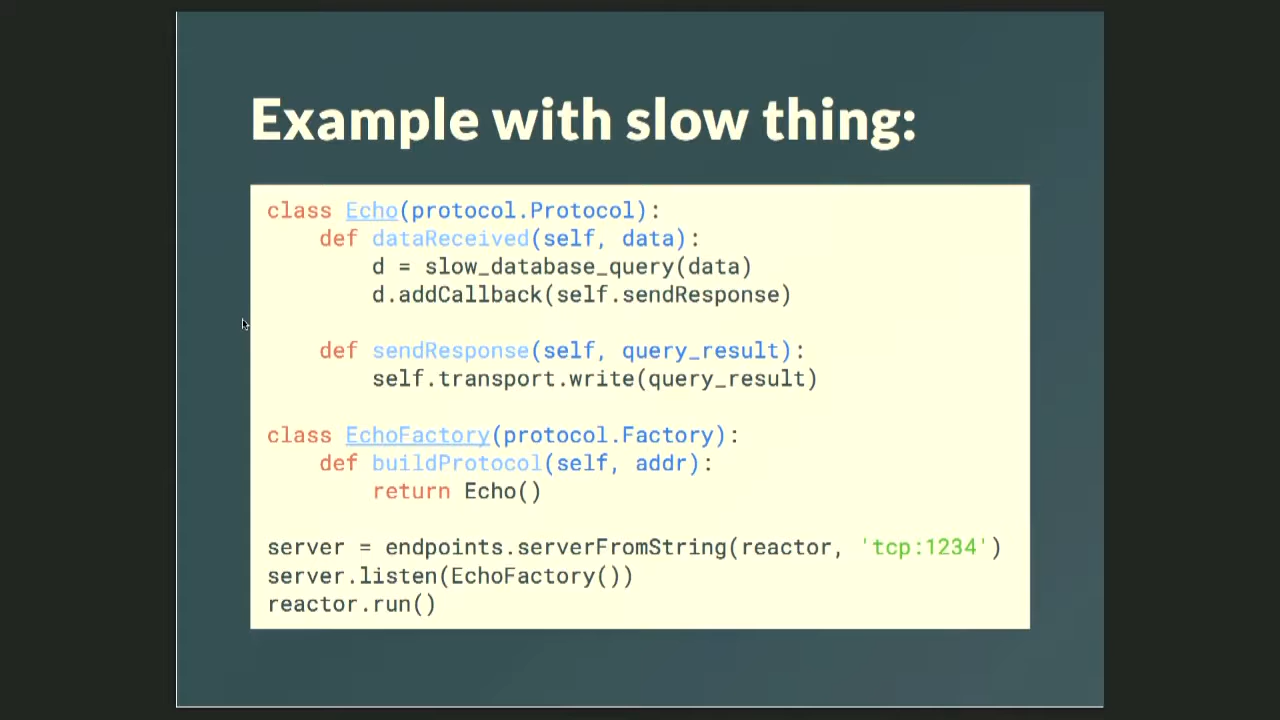 Example with slow thing:
class Echo(protocol.Protocol):
    def dataReceived(self, data):
        d = slow_database_query(data)
        d.addCallback(self.sendResponse)
    def sendResponse(self, query_result):
        self.transport.write(query_result)
class EchoFactory(protocol.Factory):
    def buildProtocol(self, addr):
        return Echo()
server = endpoints.serverFromString(reactor, 'tcp:1234')
server.listen(EchoFactory())
reactor.run()